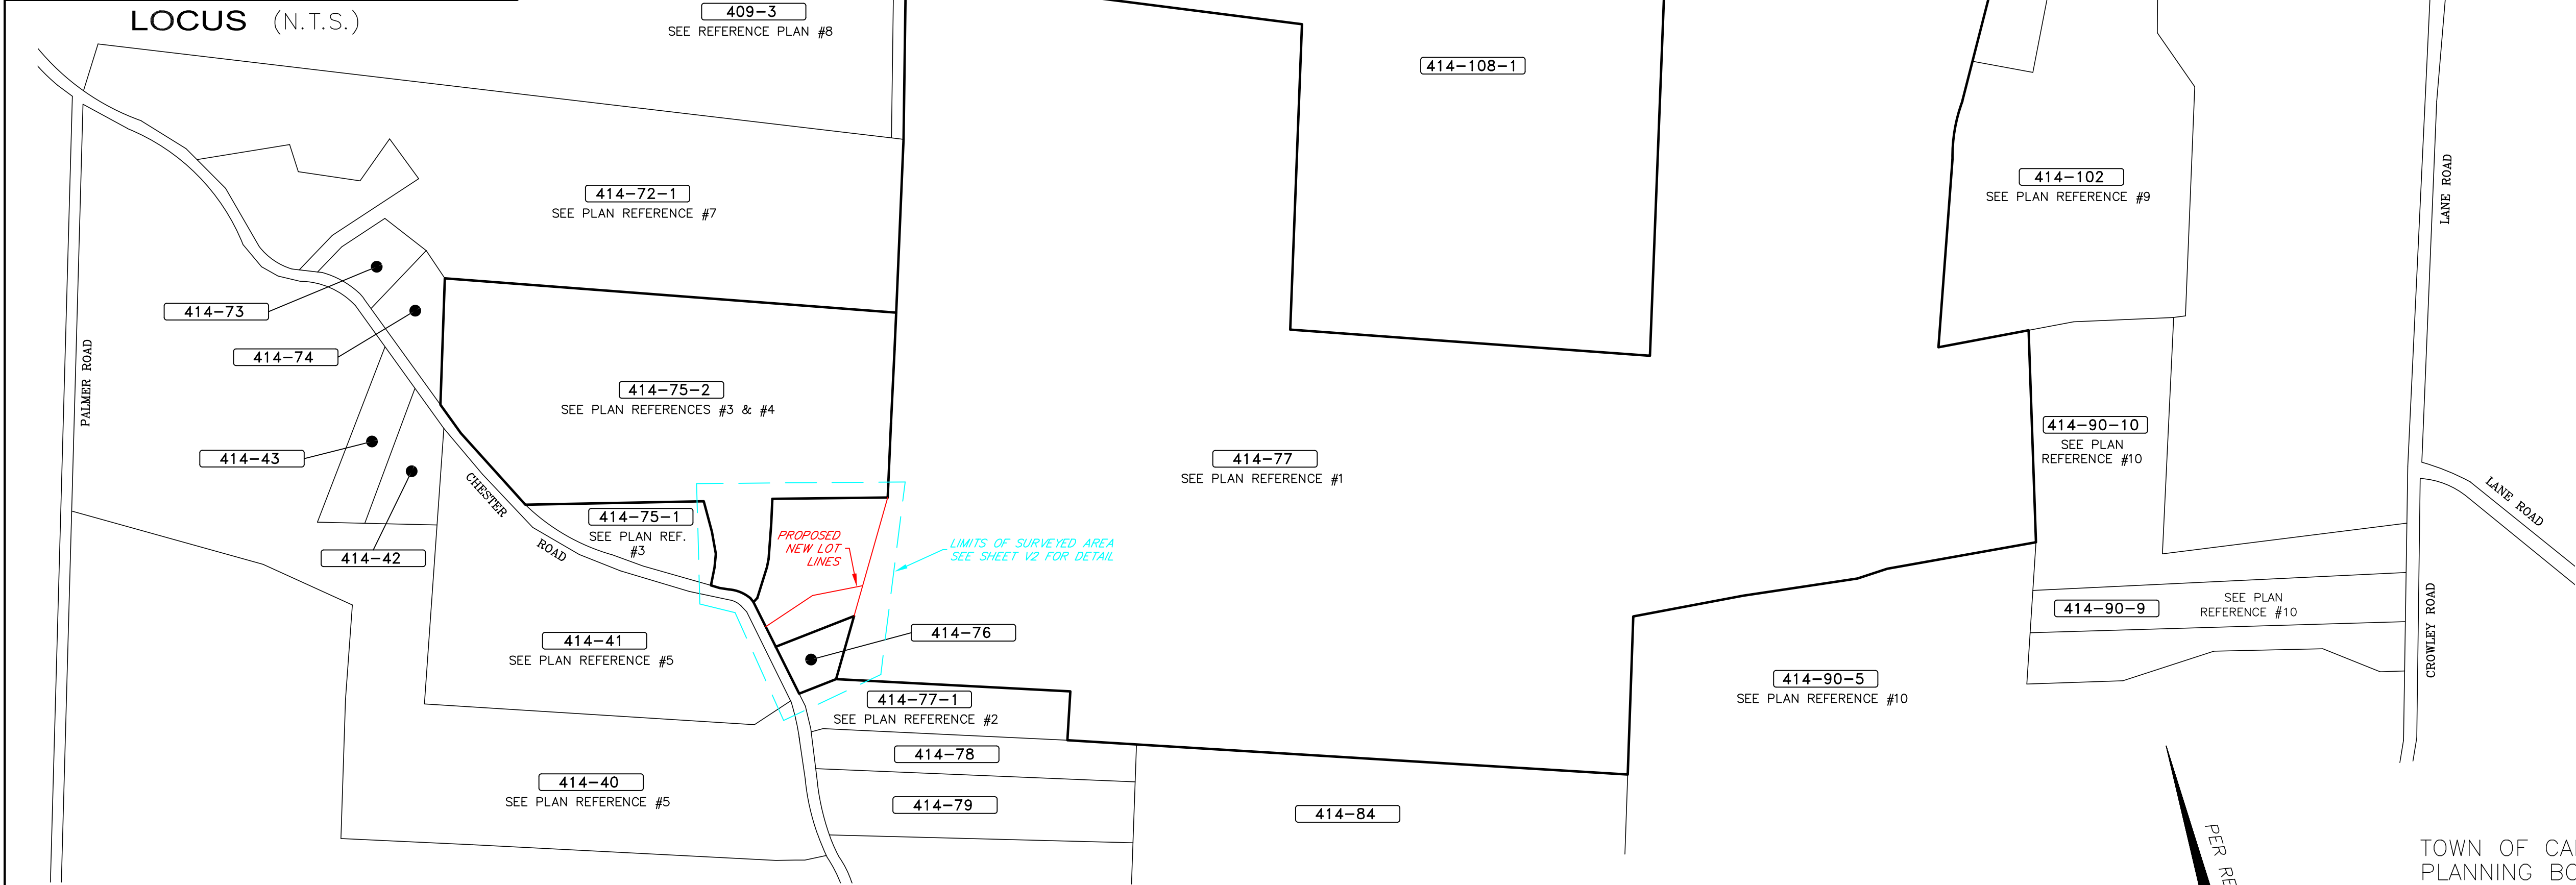 LOCUS (N.T.S.)
409-3
SEE REFERENCE PLAN #8
414-108-1
414-72-1
SEE PLAN REFERENCE #7
414-102
SEE PLAN REFERENCE #9
LANE ROAD
414-73
414-74
PALMER ROAD
414-75-2
SEE PLAN REFERENCES #3 & #4
414-43
414-42
CHESTER
ROAD
414-75-1
SEE PLAN REF.
#3
PROPOSED
NEW LOT
LINES
LIMITS OF SURVEYED AREA
SEE SHEET V2 FOR DETAIL
414-77
SEE PLAN REFERENCE #1
414-90-10
SEE PLAN
REFERENCE #10
LANE ROAD
414-90-9
SEE PLAN
REFERENCE #10
CROWLEY ROAD
414-41
SEE PLAN REFERENCE #5
414-76
414-77-1
SEE PLAN REFERENCE #2
414-90-5
SEE PLAN REFERENCE #10
414-78
414-40
SEE PLAN REFERENCE #5
414-79
414-84
PER RE
TOWN OF
PLANNING